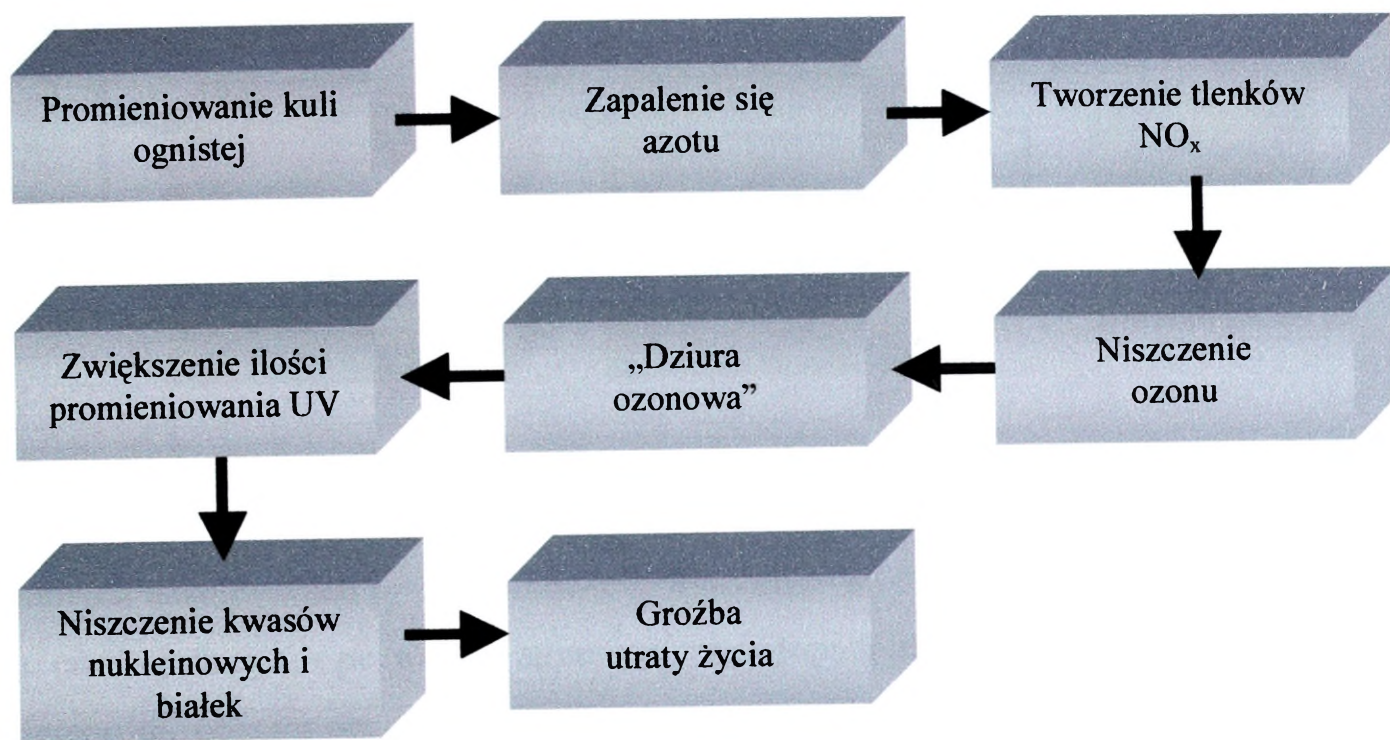 Promieniowanie kuli
ognistej
Zapalenie się
azotu
Tworzenie tlenków
NOₓ
Niszczenie
ozonu
„Dziura
ozonowa”
Zwiększenie ilości
promieniowania UV
Niszczenie kwasów
nukleinowych i
białek
Groźba
utraty życia